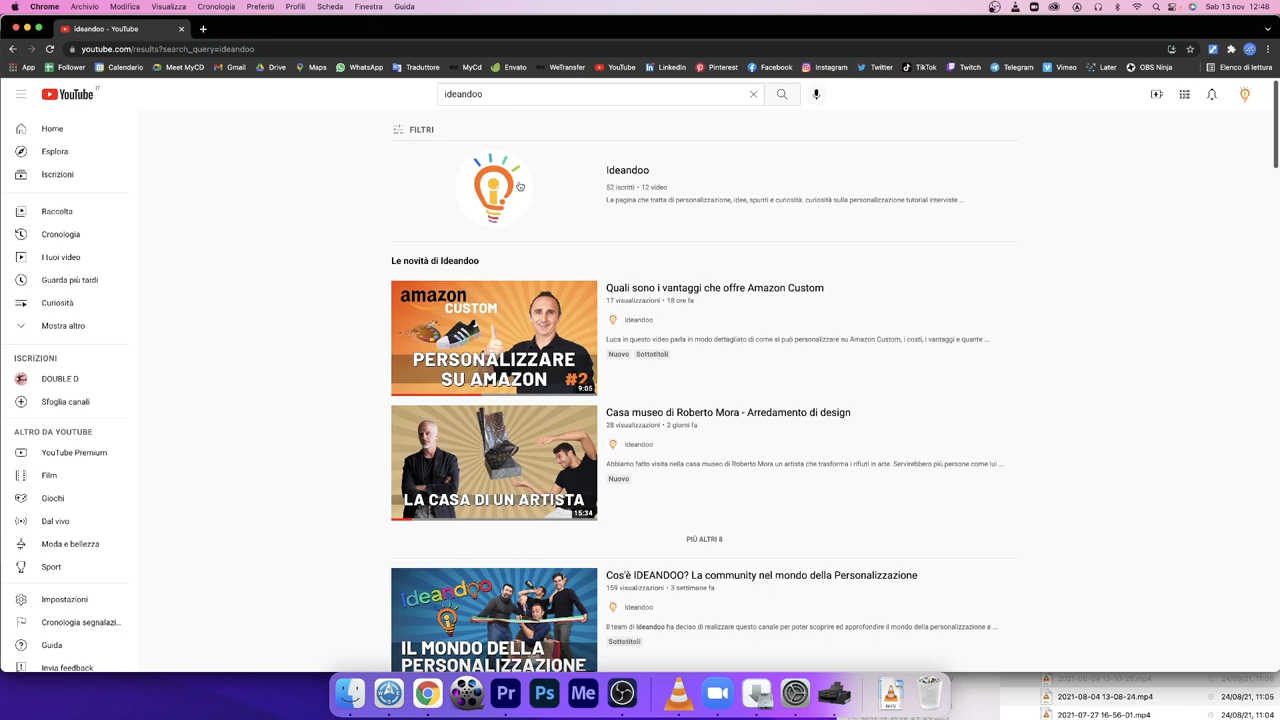 Chrome Archivio Modifica Visualizza Cronologia Preferiti Profili Scheda Finestra Guida
Sab 13 nov 12:48
ideandoo - YouTube
youtube.com/results?search_query=ideandoo
App Follower Calendario Meet MyCD Gmail Drive Maps WhatsApp Traduttore MyCd Envato WeTransfer YouTube LinkedIn Pinterest Facebook Instagram Twitter TikTok Twitch Telegram Vimeo Later OBS Ninja Elenco di lettura
YouTube IT
ideandoo
Home
Esplora
Iscrizioni
Raccolta
Cronologia
I tuoi video
Guarda più tardi
Curiosità
Mostra altro
ISCRIZIONI
DOUBLE D
Sfoglia canali
ALTRO DA YOUTUBE
YouTube Premium
Film
Giochi
Dal vivo
Moda e bellezza
Sport
Impostazioni
Cronologia segnalazi...
Guida
Invia feedback
FILTRI
Ideandoo
52 iscritti • 12 video
La pagina che tratta di personalizzazione, idee, spunti e curiosità. curiosità sulla personalizzazione tutorial interviste ...
Le novità di Ideandoo
amazon
CUSTOM
PERSONALIZZARE
SU AMAZON #2
9:05
Quali sono i vantaggi che offre Amazon Custom
17 visualizzazioni • 18 ore fa
Ideandoo
Luca in questo video parla in modo dettagliato di come si può personalizzare su Amazon Custom, i costi, i vantaggi e quante ...
Nuovo Sottotitoli
LA CASA DI UN ARTISTA
15:34
Casa museo di Roberto Mora - Arredamento di design
28 visualizzazioni • 2 giorni fa
Ideandoo
Abbiamo fatto visita nella casa museo di Roberto Mora un artista che trasforma i rifiuti in arte. Servirebbero più persone come lui ...
Nuovo
PIÙ ALTRI 8
ideandoo
IL MONDO DELLA
PERSONALIZZAZIONE
Cos'è IDEANDOO? La community nel mondo della Personalizzazione
159 visualizzazioni • 3 settimane fa
Ideandoo
Il team di Ideandoo ha deciso di realizzare questo canale per poter scoprire ed approfondire il mondo della personalizzazione a ...
Sottotitoli
Pr Ps Me
M4V
2021-08-04 13-10-28.mp4 24/08/21, 11:06
2021-08-04 13-08-24.mp4 24/08/21, 11:05
2021-07-27 16-56-01.mp4 24/08/21, 11:04